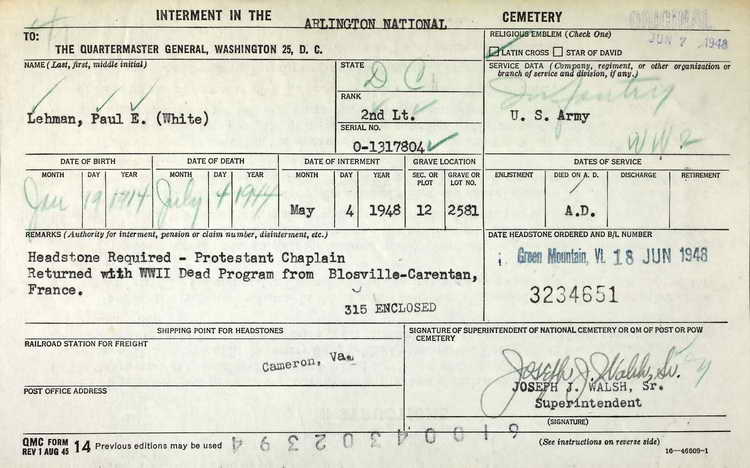 INTERMENT IN THE ARLINGTON NATIONAL CEMETERY
ORIGINAL
JUN 7 1948
TO:
THE QUARTERMASTER GENERAL, WASHINGTON 25, D. C.
RELIGIOUS EMBLEM (Check One)
✓ LATIN CROSS ☐ STAR OF DAVID
NAME (Last, first, middle initial)
Lehman, Paul E. (White)
STATE
D C
RANK
2nd Lt.
SERIAL NO.
O-1317804
SERVICE DATA (Company, regiment, or other organization or
branch of service and division, if any.)
Infantry
U. S. Army
WW2
DATE OF BIRTH DATE OF DEATH DATE OF INTERMENT GRAVE LOCATION DATES OF SERVICE
MONTH DAY YEAR MONTH DAY YEAR MONTH DAY YEAR SEC. OR PLOT GRAVE OR LOT NO. ENLISTMENT DIED ON A. D. DISCHARGE RETIREMENT
Jan 19 1914 July 4 1944 May 4 1948 12 2581 A.D.
REMARKS (Authority for interment, pension or claim number, disinterment, etc.)
Headstone Required - Protestant Chaplain
Returned with WWII Dead Program from Blosville-Carentan,
France.
315 ENCLOSED
DATE HEADSTONE ORDERED AND B/L NUMBER
Green Mountain, Vt. 18 JUN 1948
3234651
SHIPPING POINT FOR HEADSTONES
RAILROAD STATION FOR FREIGHT
Cameron, Va.
POST OFFICE ADDRESS
SIGNATURE OF SUPERINTENDENT OF NATIONAL CEMETERY OR QM OF POST OR POW
CEMETERY
Joseph J. Walsh, Sr.
JOSEPH J. WALSH, Sr.
Superintendent
(SIGNATURE)
QMC FORM
REV 1 AUG 45 14 Previous editions may be used
61004302394
(See instructions on reverse side)
16—46609-1